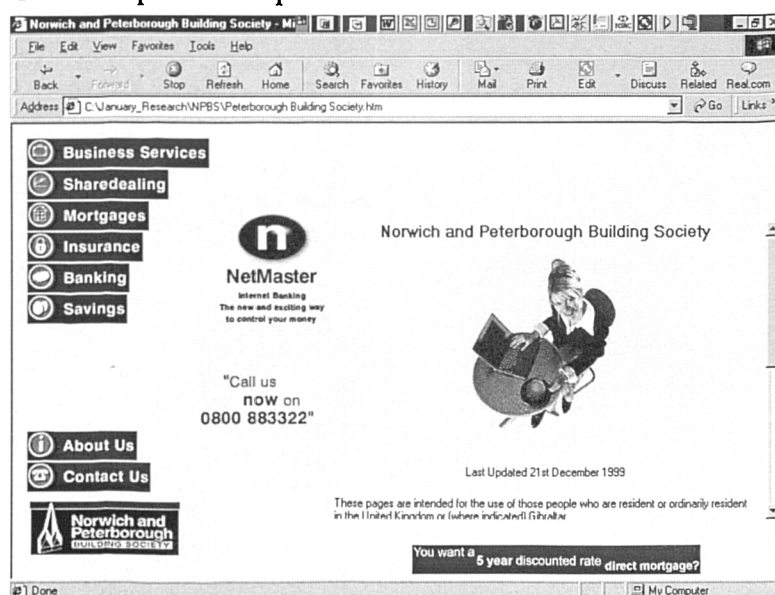 Norwich and Peterborough Building Society - Mi
File Edit View Favorites Tools Help
Back Forward Stop Refresh Home Search Favorites History Mail Print Edit Discuss Related Real.com
Address C:\January_Research\NPBS\Peterborough Building Society.htm Go Links
Business Services
Sharedealing
Mortgages
Insurance
Banking
Savings
n
NetMaster
Internet Banking
The new and exciting way
to control your money
"Call us
now on
0800 883322"
About Us
Contact Us
Norwich and
Peterborough
BUILDING SOCIETY
Norwich and Peterborough Building Society
Last Updated 21st December 1999
These pages are intended for the use of those people who are resident or ordinarily resident
in the United Kingdom or (where indicated) Gibraltar
You want a 5 year discounted rate direct mortgage?
Done My Computer